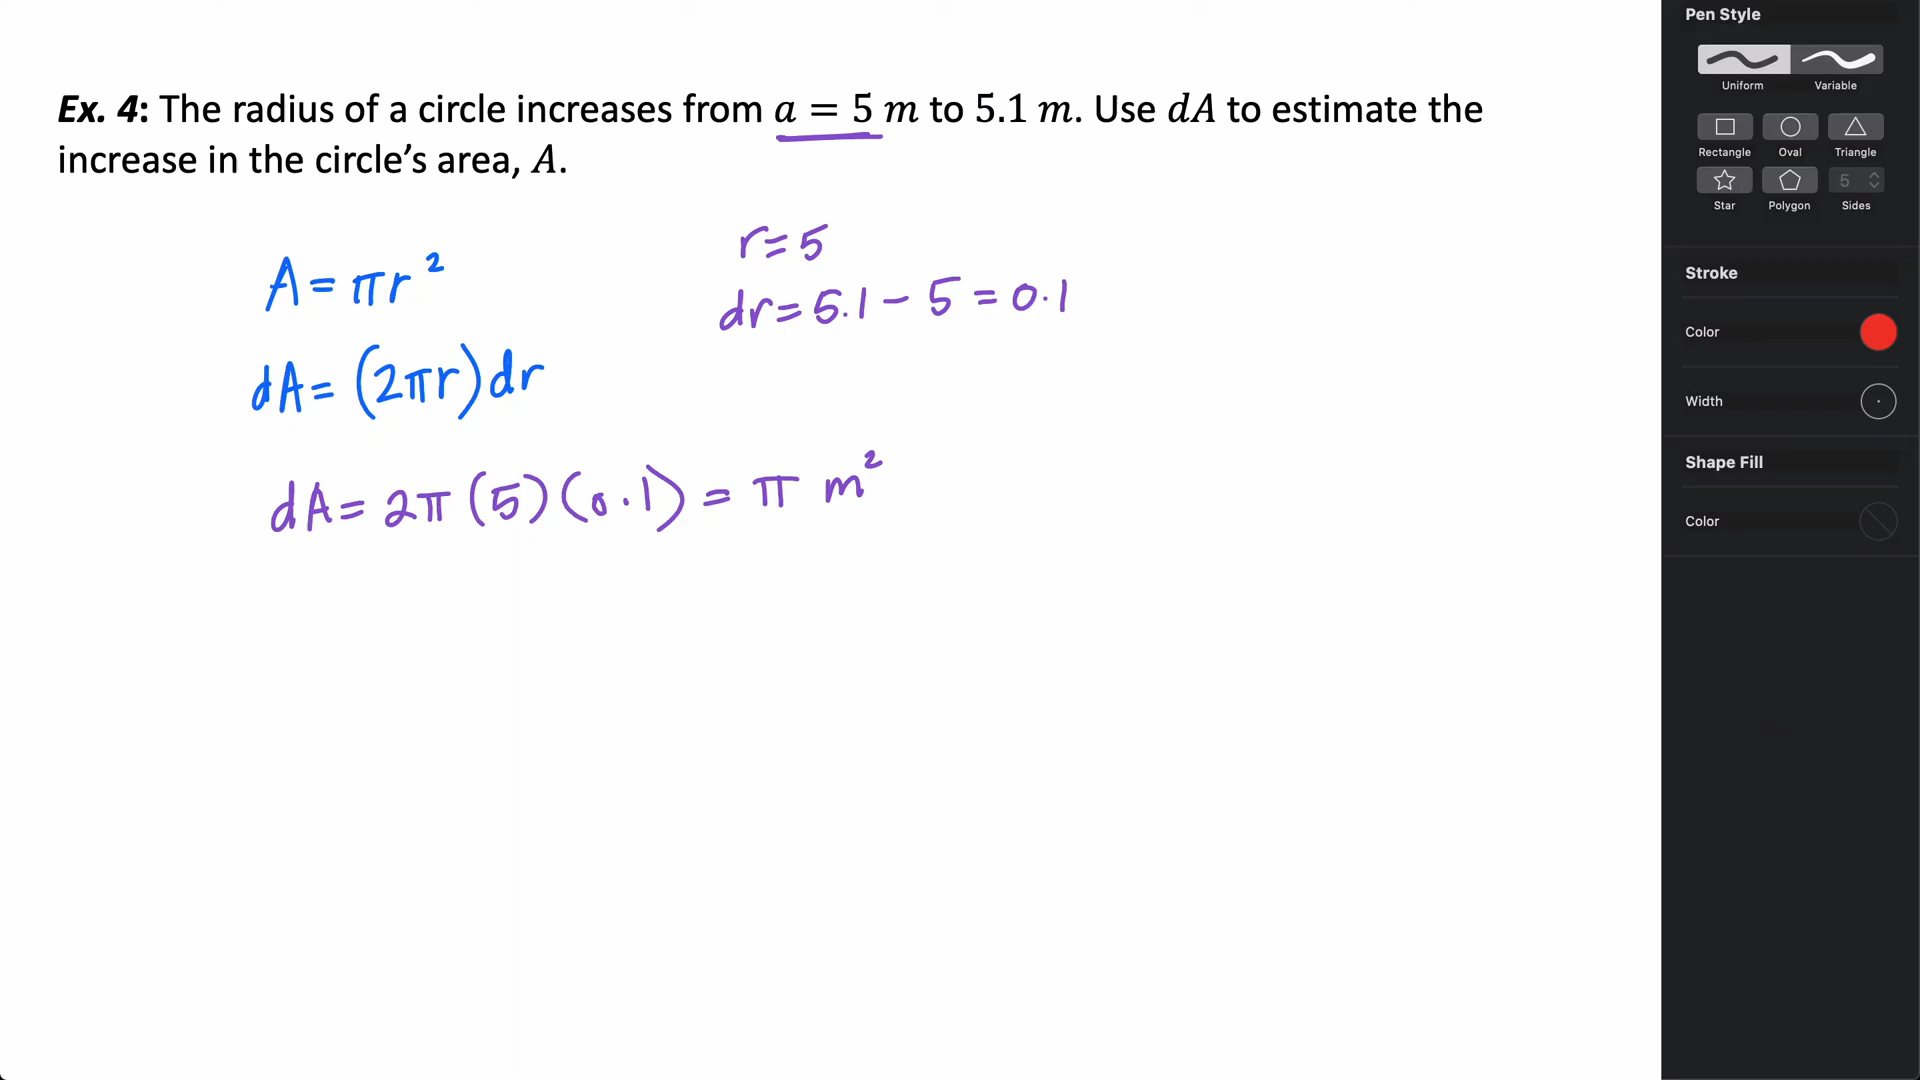 Ex. 4: The radius of a circle increases from a = 5 m to 5.1 m. Use dA to estimate the
increase in the circle’s area, A.
A = πr²
dA = (2πr)dr
r = 5
dr = 5.1 – 5 = 0.1
dA = 2π (5)(0.1) = π m²
Pen Style
Uniform
Variable
Rectangle
Oval
Triangle
5
Star
Polygon
Sides
Stroke
Color
Width
Shape Fill
Color